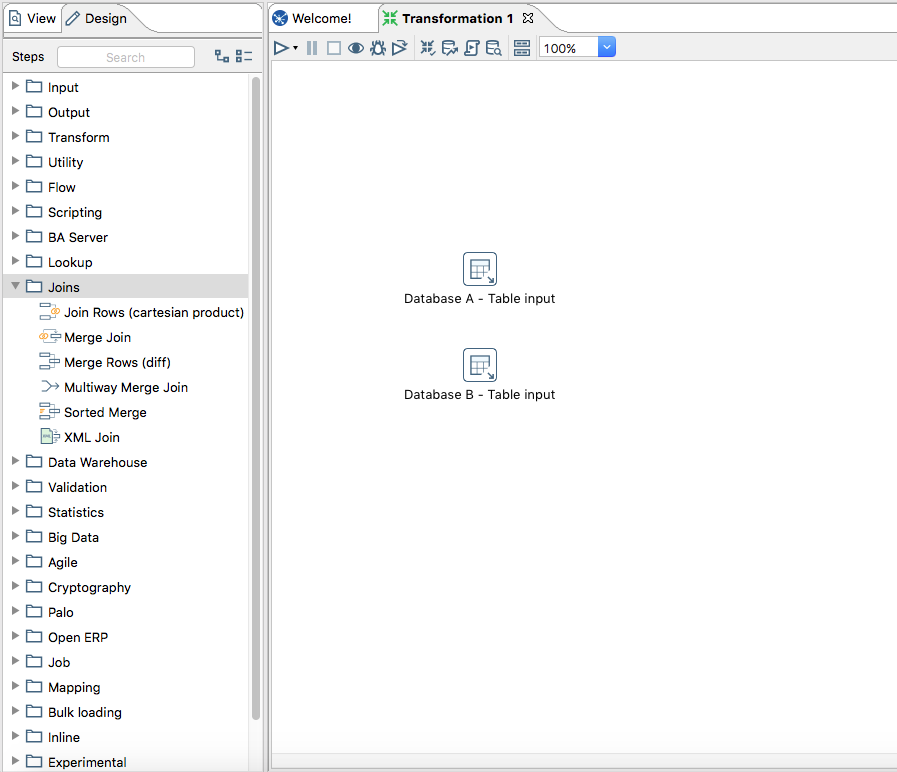 View
Design
Steps
Search
Input
Output
Transform
Utility
Flow
Scripting
BA Server
Lookup
Joins
Join Rows (cartesian product)
Merge Join
Merge Rows (diff)
Multiway Merge Join
Sorted Merge
XML Join
Data Warehouse
Validation
Statistics
Big Data
Agile
Cryptography
Palo
Open ERP
Job
Mapping
Bulk loading
Inline
Experimental
Welcome!
Transformation 1
100%
Database A - Table input
Database B - Table input